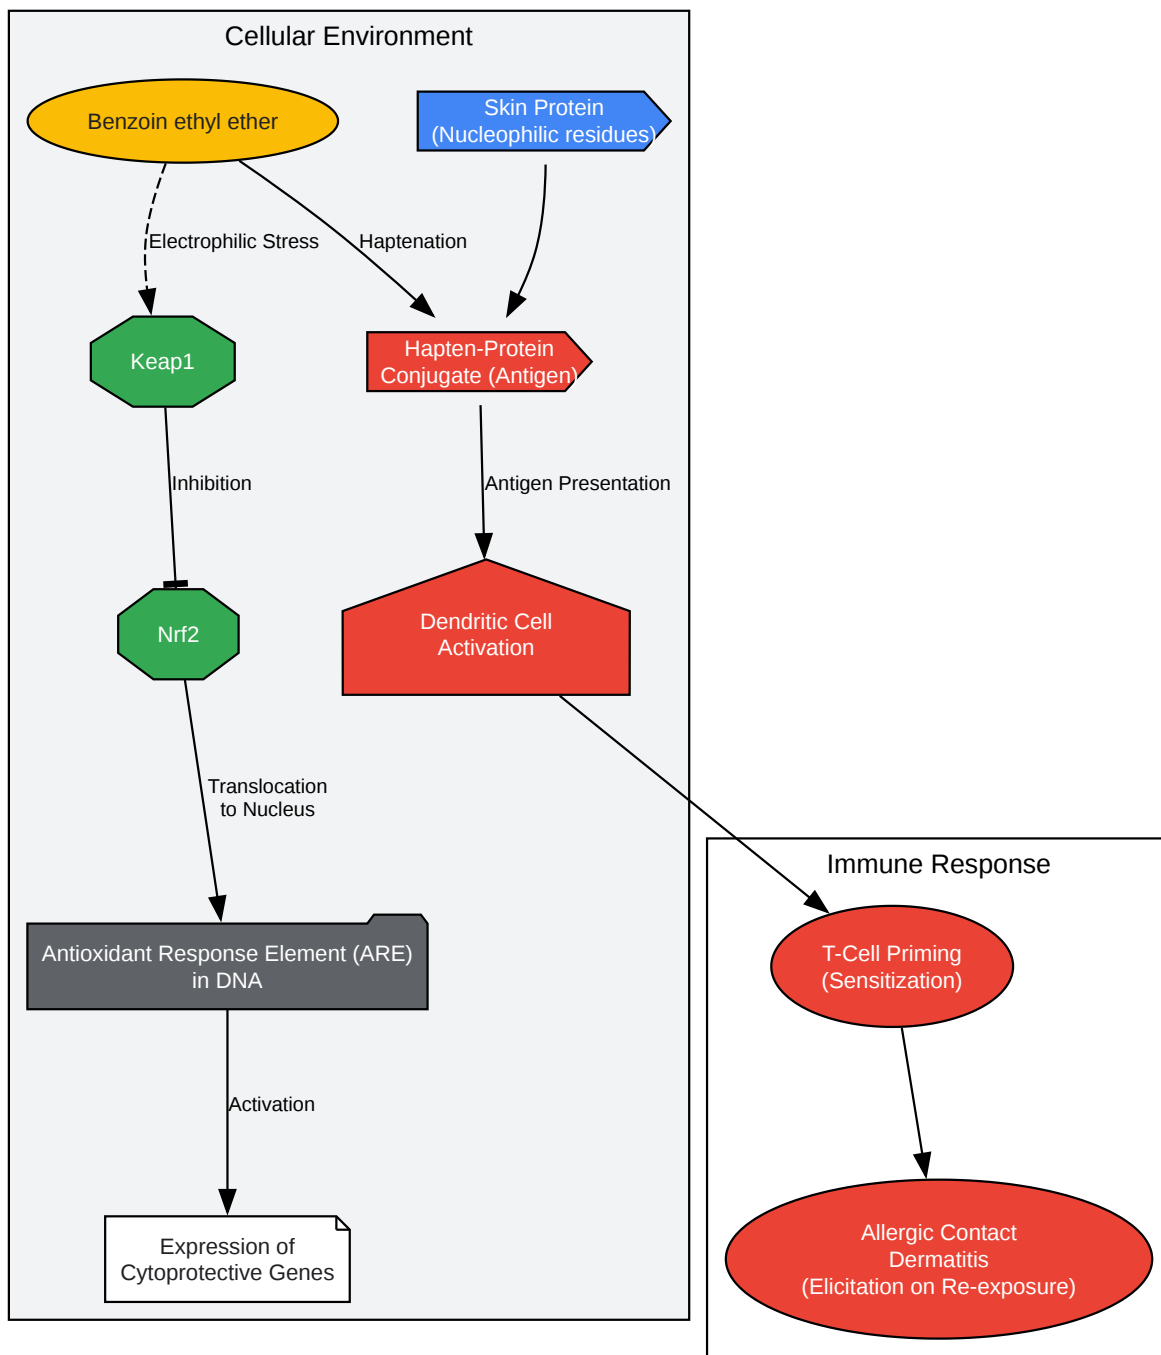 Cellular Environment
Benzoin ethyl ether
Skin Protein
(Nucleophilic residues)
Electrophilic Stress
Haptenation
Keap1
Hapten-Protein
Conjugate (Antigen)
Inhibition
Antigen Presentation
Nrf2
Dendritic Cell
Activation
Translocation
to Nucleus
Immune Response
Antioxidant Response Element (ARE)
in DNA
T-Cell Priming
(Sensitization)
Activation
Expression of
Cytoprotective Genes
Allergic Contact
Dermatitis
(Elicitation on Re-exposure)